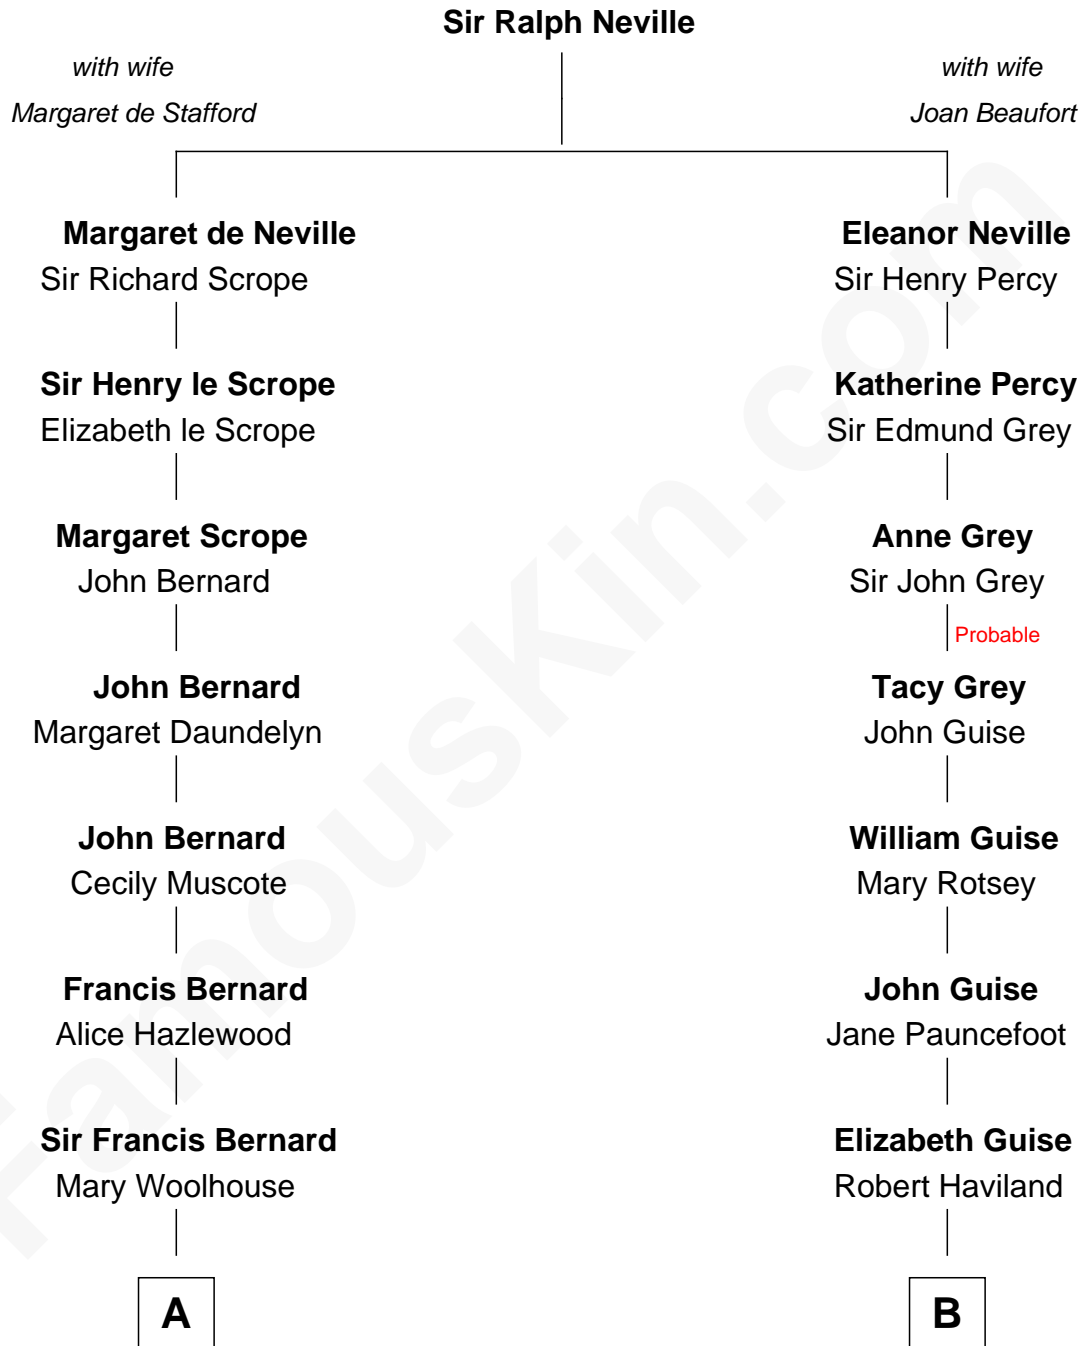 Sir Ralph Neville
with wife
Margaret de Stafford
with wife
Joan Beaufort
Margaret de Neville
Sir Richard Scrope
Eleanor Neville
Sir Henry Percy
Sir Henry le Scrope
Elizabeth le Scrope
Katherine Percy
Sir Edmund Grey
Margaret Scrope
John Bernard
Anne Grey
Sir John Grey
Probable
John Bernard
Margaret Daundelyn
Tacy Grey
John Guise
John Bernard
Cecily Muscote
William Guise
Mary Rotsey
Francis Bernard
Alice Hazlewood
John Guise
Jane Pauncefoot
Sir Francis Bernard
Mary Woolhouse
Elizabeth Guise
Robert Haviland
A
B
FamousKin.com